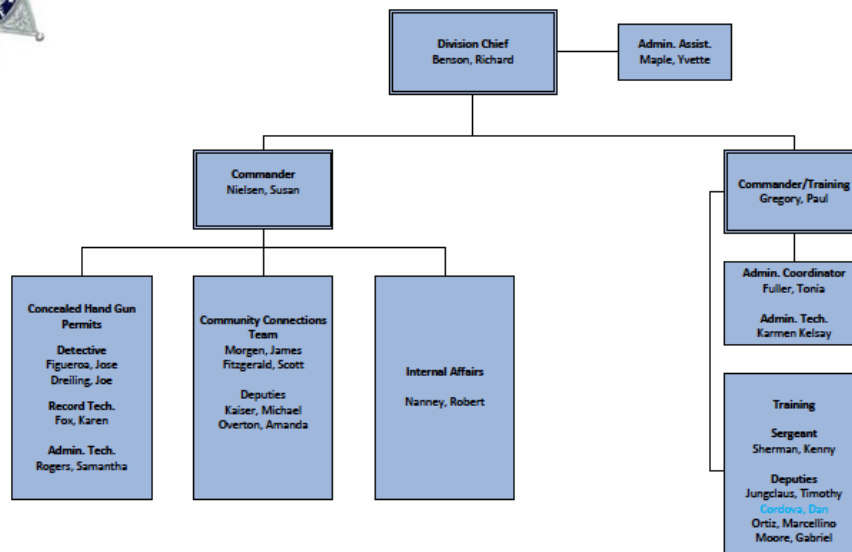 Division Chief
Benson, Richard
Admin. Assist.
Maple, Yvette
Commander
Nielsen, Susan
Commander/Training
Gregory, Paul
Concealed Hand Gun
Permits
Detective
Figueroa, Jose
Dreiling, Joe
Record Tech.
Fox, Karen
Admin. Tech.
Rogers, Samantha
Community Connections
Team
Morgen, James
Fitzgerald, Scott
Deputies
Kaiser, Michael
Overton, Amanda
Internal Affairs
Nanney, Robert
Admin. Coordinator
Fuller, Tonia
Admin. Tech.
Karmen Kelsay
Training
Sergeant
Sherman, Kenny
Deputies
Jungclaus, Timothy
Cordova, Dan
Ortiz, Marcellino
Moore, Gabriel